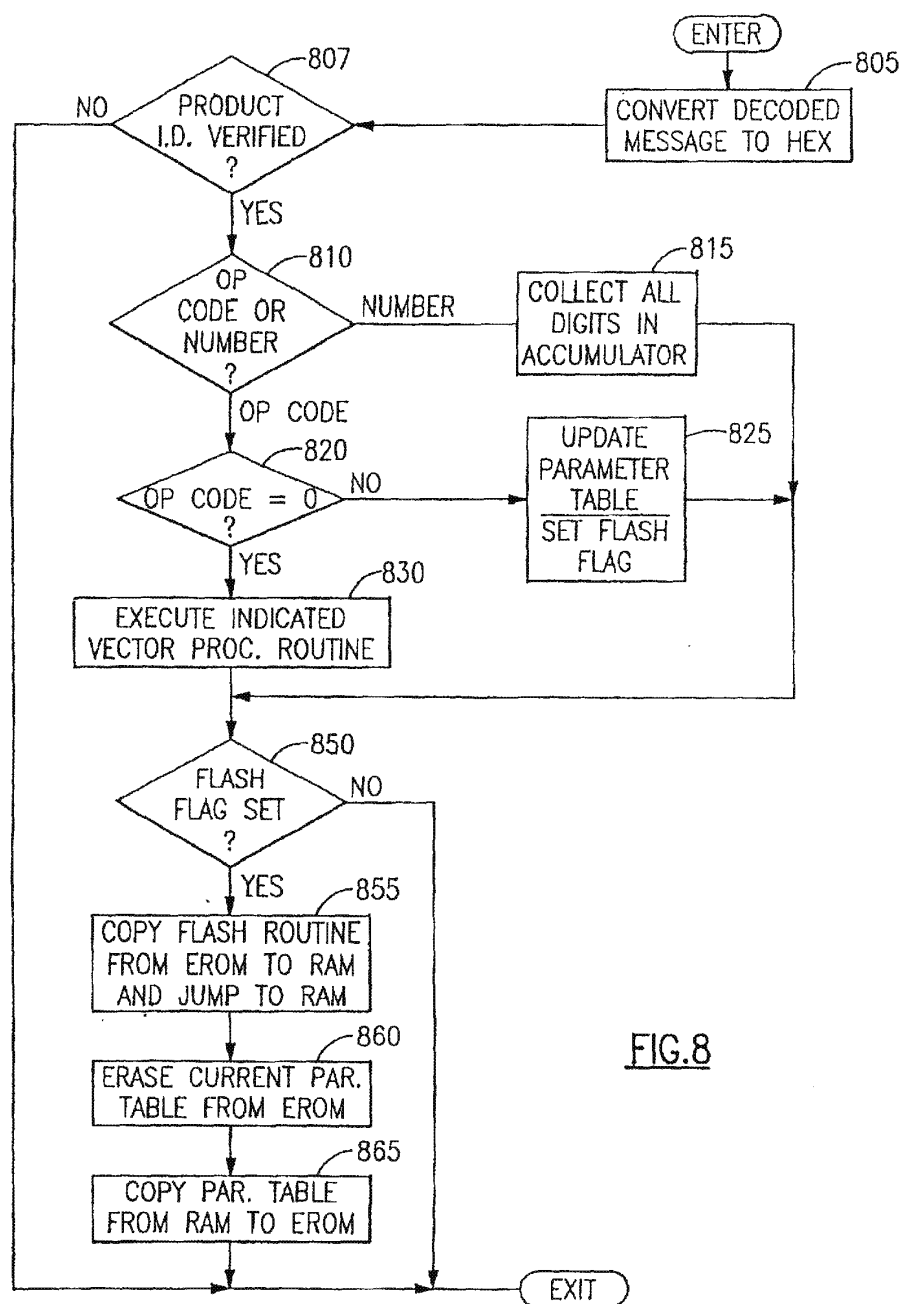 ENTER
805
CONVERT DECODED
MESSAGE TO HEX
807
NO
PRODUCT
I.D. VERIFIED
?
YES
810
OP
CODE OR
NUMBER
?
NUMBER
815
COLLECT ALL
DIGITS IN
ACCUMULATOR
OP CODE
820
OP CODE = 0
?
NO
825
UPDATE
PARAMETER
TABLE
SET FLASH
FLAG
YES
830
EXECUTE INDICATED
VECTOR PROC. ROUTINE
850
FLASH
FLAG SET
?
NO
YES
855
COPY FLASH ROUTINE
FROM EROM TO RAM
AND JUMP TO RAM
860
ERASE CURRENT PAR.
TABLE FROM EROM
865
COPY PAR. TABLE
FROM RAM TO EROM
EXIT
FIG.8